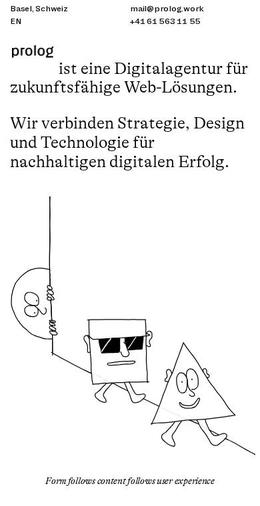 Basel, Schweiz
mail@prolog.work
EN
+41 61 563 11 55
prolog
ist eine Digitalagentur für
zukunftsfähige Web-Lösungen.
Wir verbinden Strategie, Design
und Technologie für
nachhaltigen digitalen Erfolg.
Form follows content follows user experience